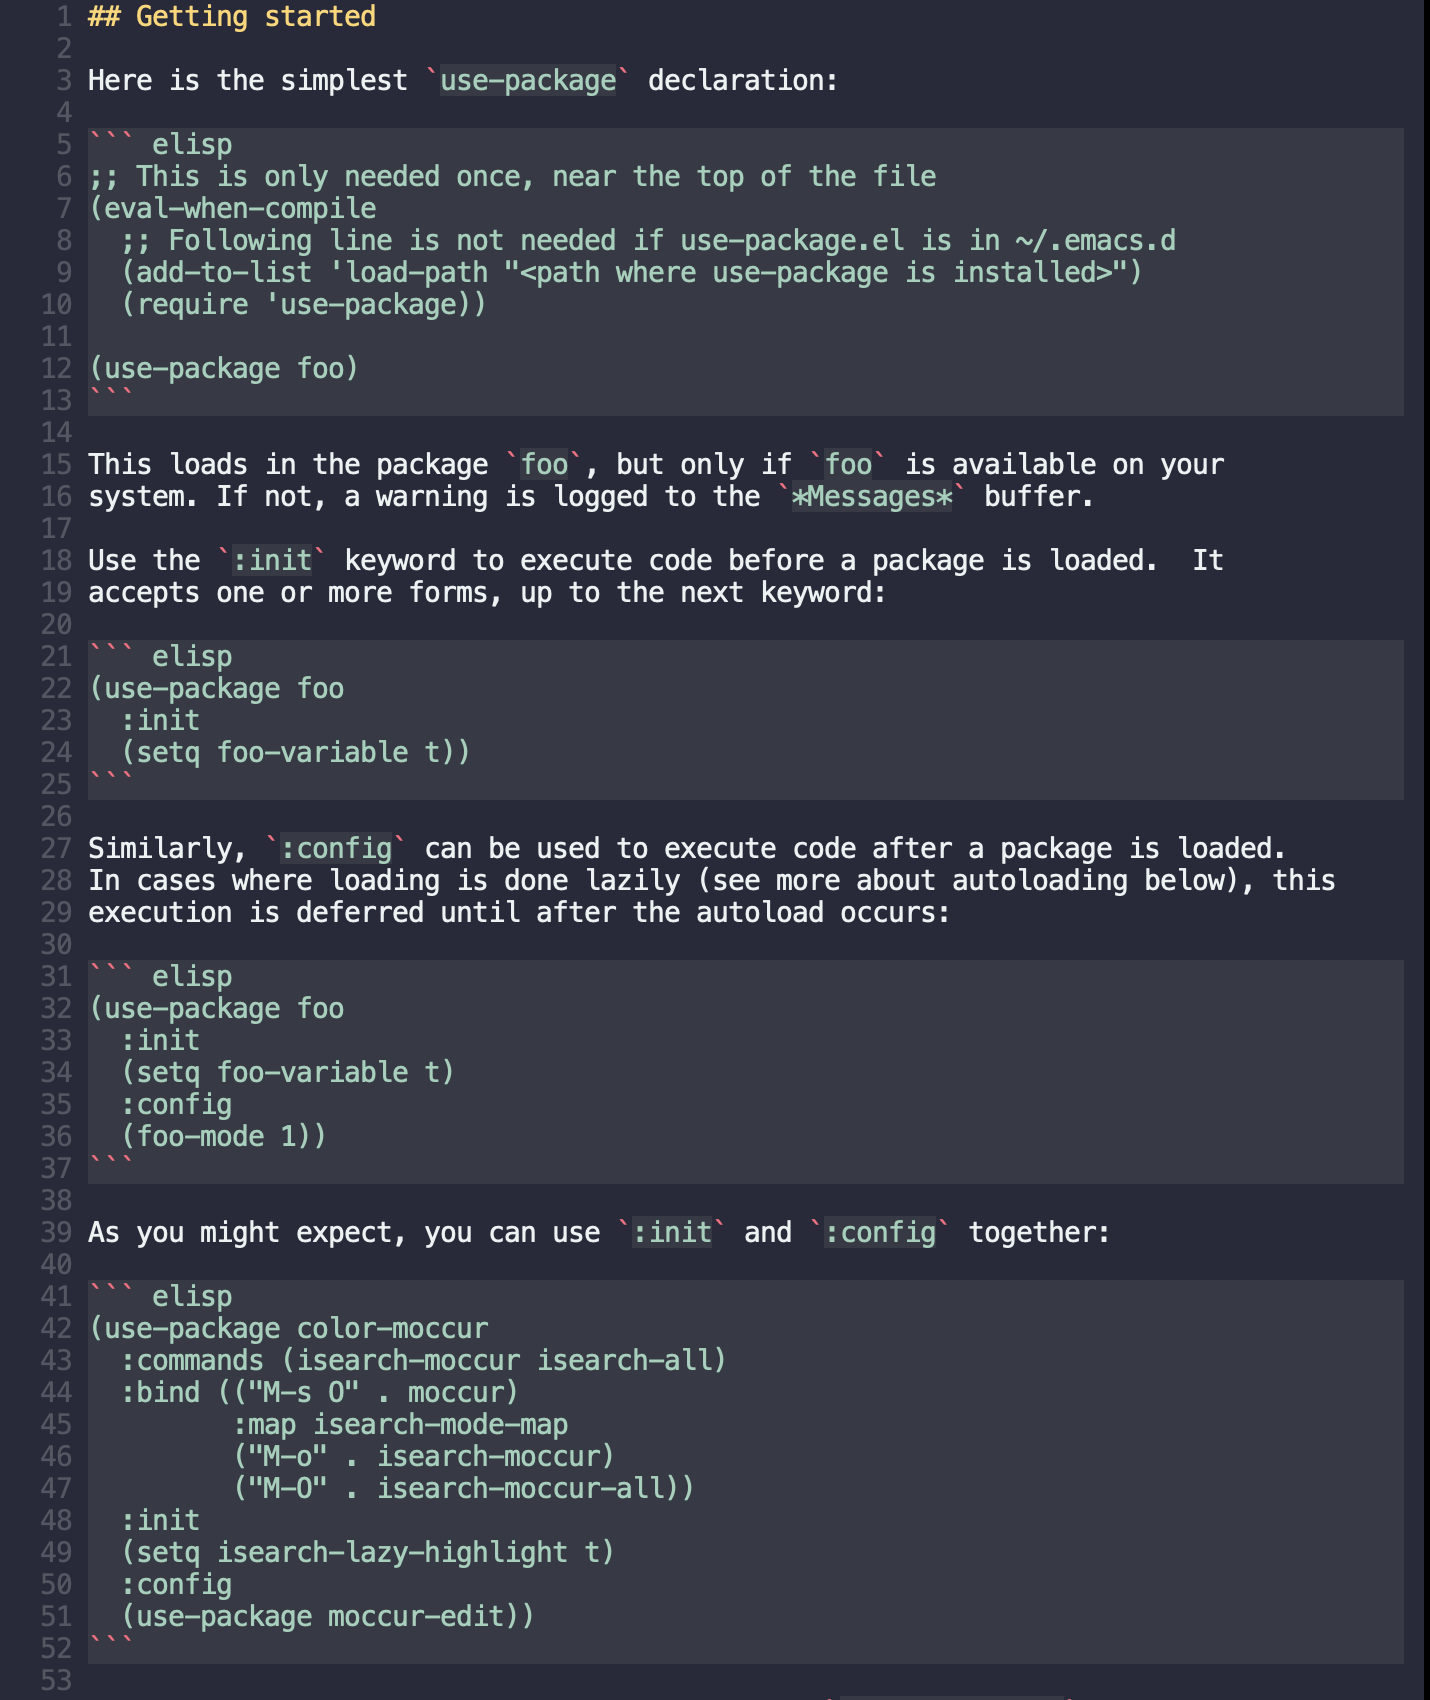 1 ## Getting started
2
3 Here is the simplest `use-package` declaration:
4
5 ``` elisp
6 ;; This is only needed once, near the top of the file
7 (eval-when-compile
8   ;; Following line is not needed if use-package.el is in ~/.emacs.d
9   (add-to-list 'load-path "<path where use-package is installed>")
10   (require 'use-package))
11
12 (use-package foo)
13 ```
14
15 This loads in the package `foo`, but only if `foo` is available on your
16 system. If not, a warning is logged to the `*Messages*` buffer.
17
18 Use the `:init` keyword to execute code before a package is loaded.  It
19 accepts one or more forms, up to the next keyword:
20
21 ``` elisp
22 (use-package foo
23   :init
24   (setq foo-variable t))
25 ```
26
27 Similarly, `:config` can be used to execute code after a package is loaded.
28 In cases where loading is done lazily (see more about autoloading below), this
29 execution is deferred until after the autoload occurs:
30
31 ``` elisp
32 (use-package foo
33   :init
34   (setq foo-variable t)
35   :config
36   (foo-mode 1))
37 ```
38
39 As you might expect, you can use `:init` and `:config` together:
40
41 ``` elisp
42 (use-package color-moccur
43   :commands (isearch-moccur isearch-all)
44   :bind (("M-s O" . moccur)
45          :map isearch-mode-map
46          ("M-o" . isearch-moccur)
47          ("M-O" . isearch-moccur-all))
48   :init
49   (setq isearch-lazy-highlight t)
50   :config
51   (use-package moccur-edit))
52 ```
53